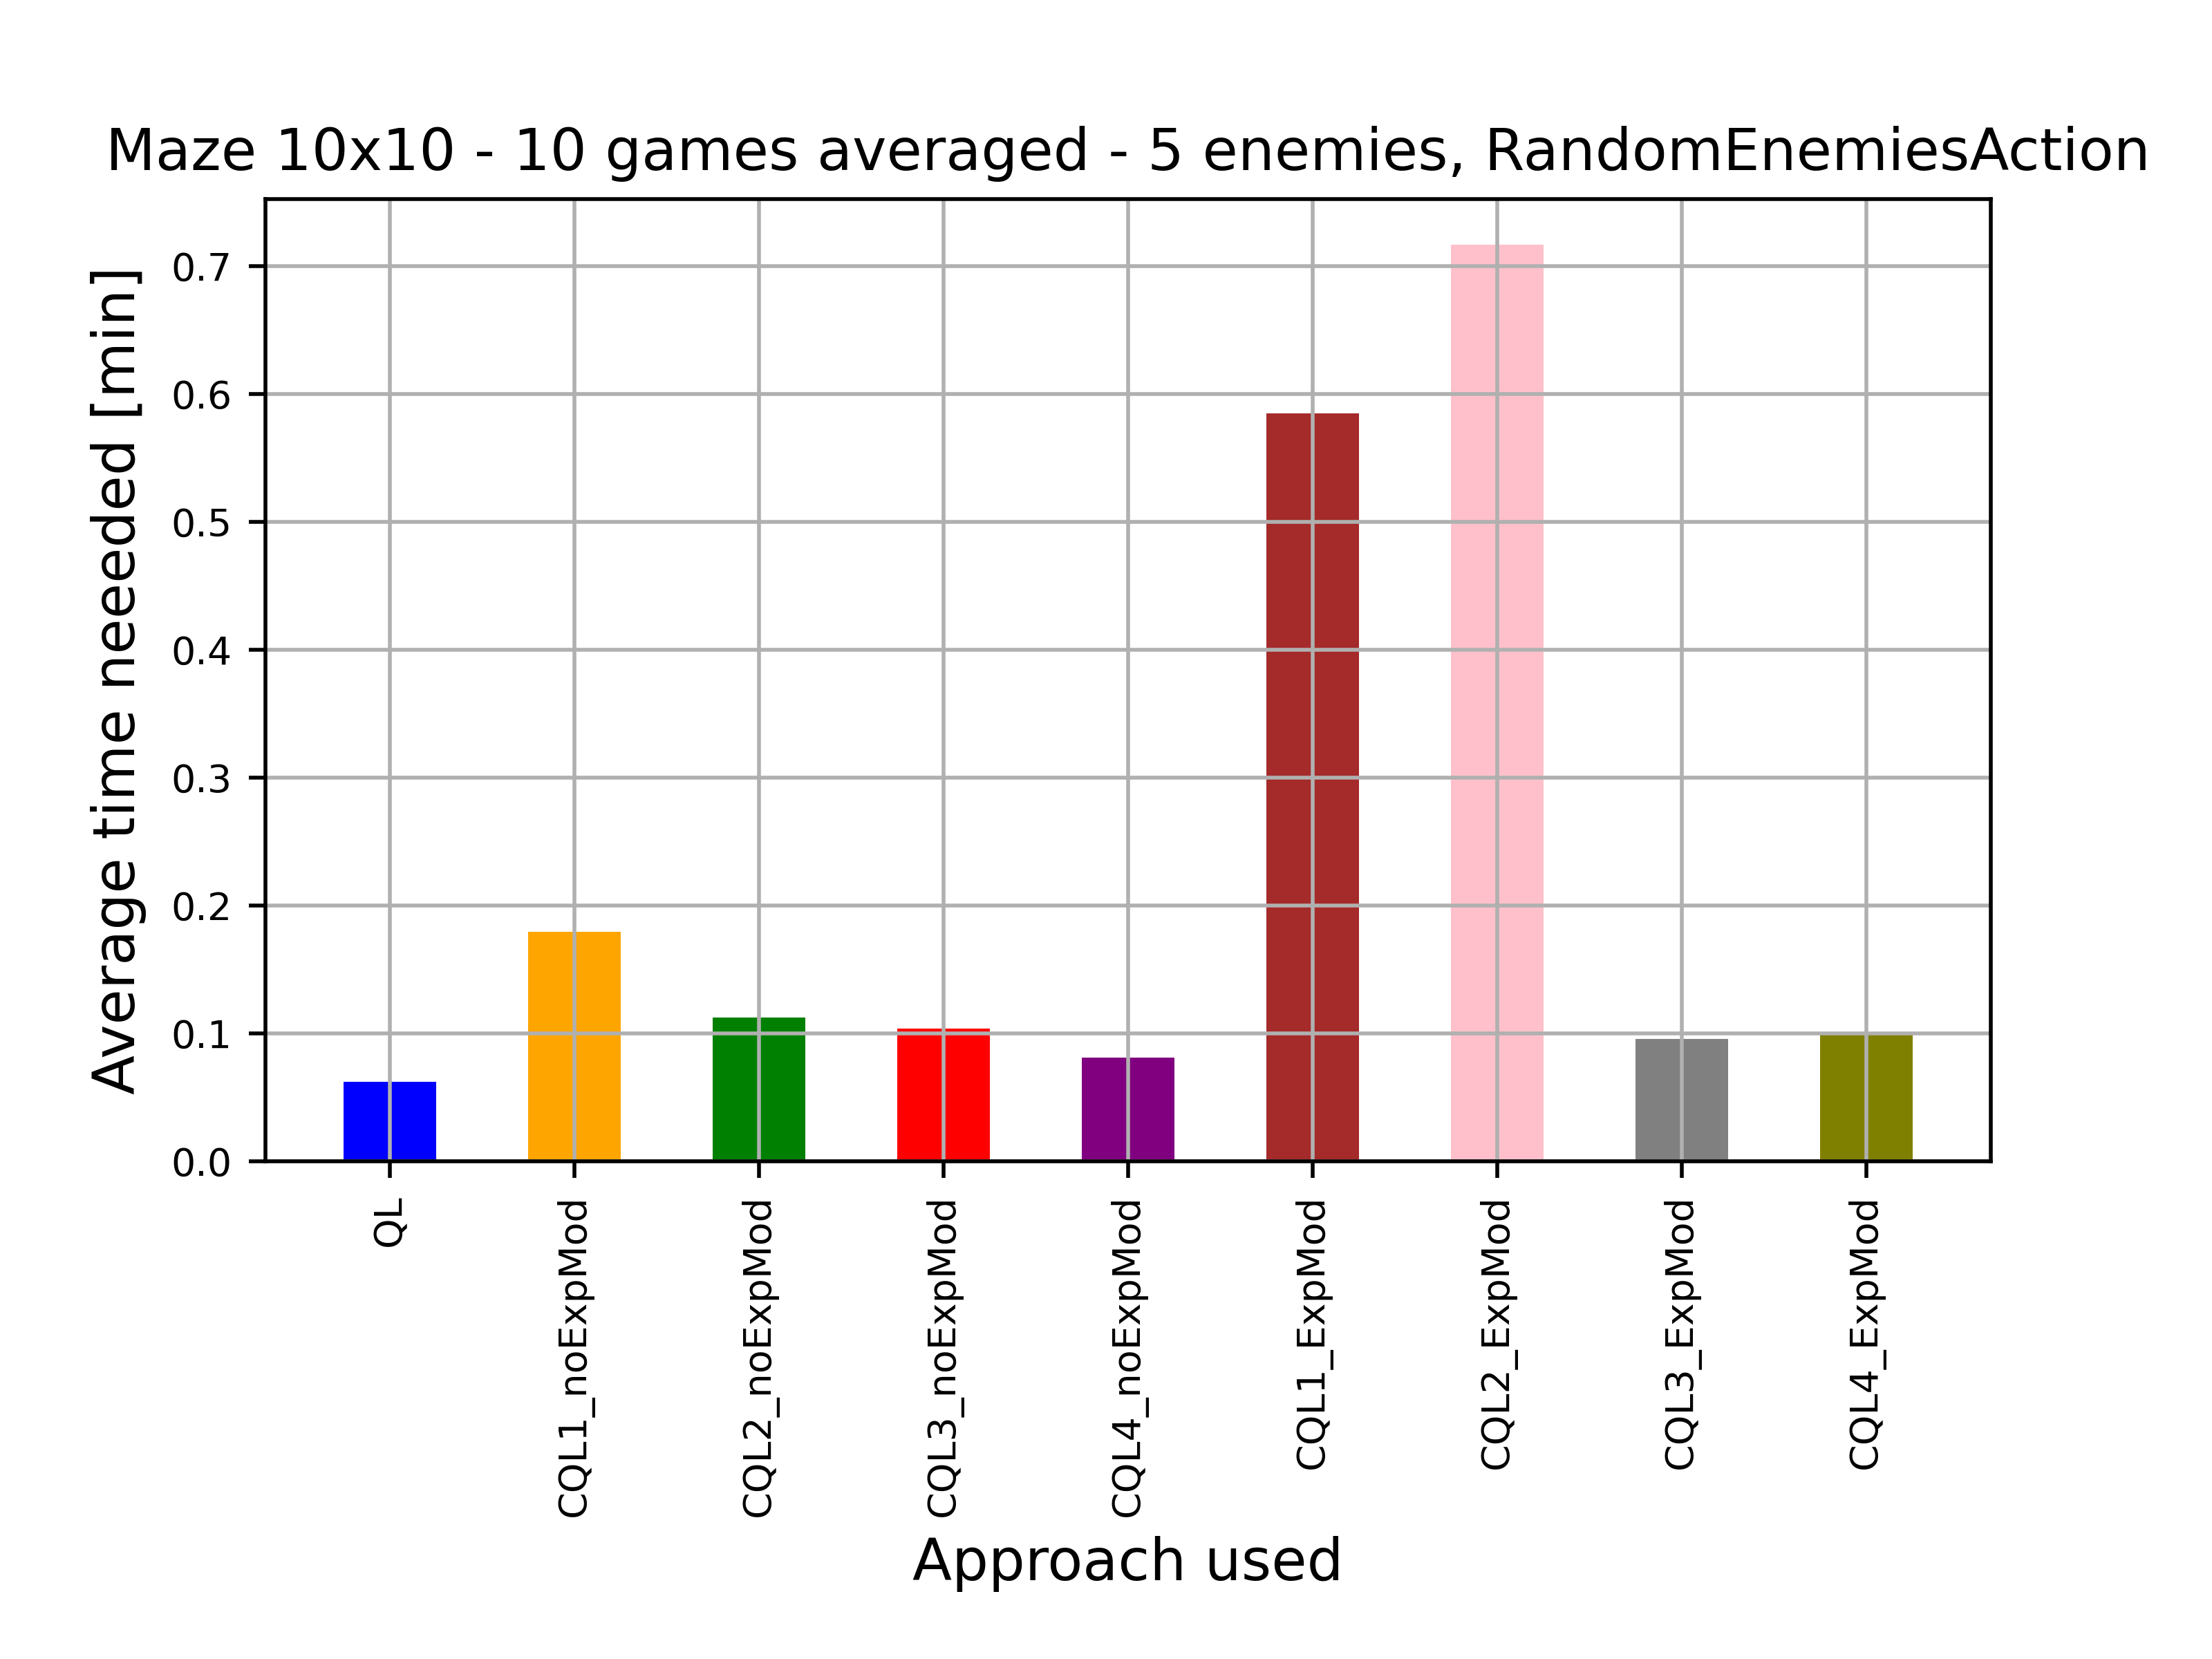 Maze 10x10 - 10 games averaged - 5 enemies, RandomEnemiesAction
Average time needed [min]
0.7
0.6
0.5
0.4
0.3
0.2
0.1
0.0
QL
CQL1_noExpMod
CQL2_noExpMod
CQL3_noExpMod
CQL4_noExpMod
CQL1_ExpMod
CQL2_ExpMod
CQL3_ExpMod
CQL4_ExpMod
Approach used